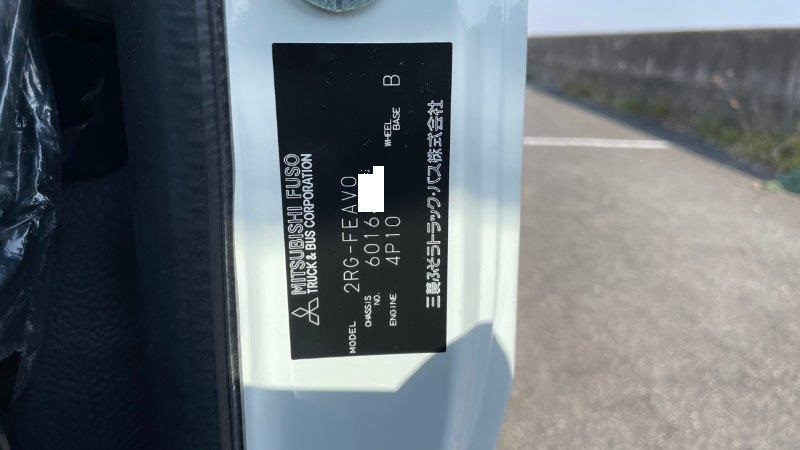 MITSUBISHI FUSO
TRUCK & BUS CORPORATION
MODEL 2RG-FEAV0
CHASSIS NO. 6016
ENGINE 4P10 WHEEL BASE B
三菱ふそうトラック・バス株式会社